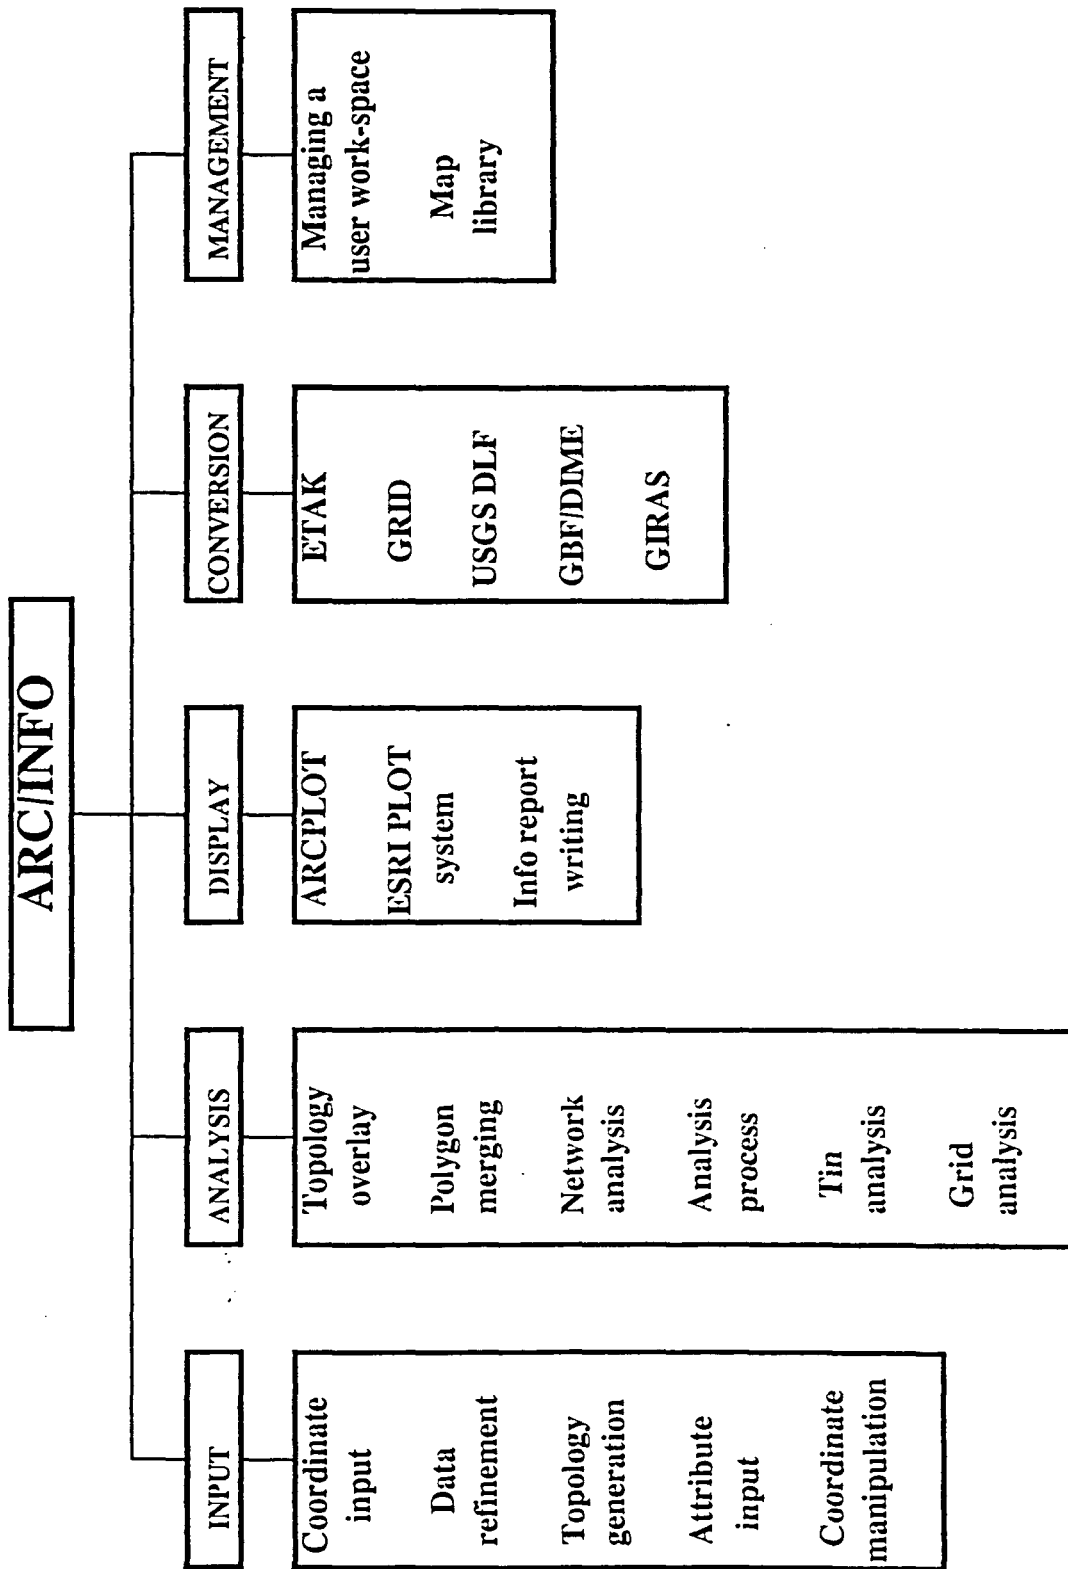 ARC/INFO
INPUT
Coordinate
input
Data
refinement
Topology
generation
Attribute
input
Coordinate
manipulation
ANALYSIS
Topology
overlay
Polygon
merging
Network
analysis
Analysis
process
Tin
analysis
Grid
analysis
DISPLAY
ARCPLOT
ESRI PLOT
system
Info report
writing
CONVERSION
ETAK
GRID
USGS DLF
GBF/DIME
GIRAS
MANAGEMENT
Managing a
user work-space
Map
library